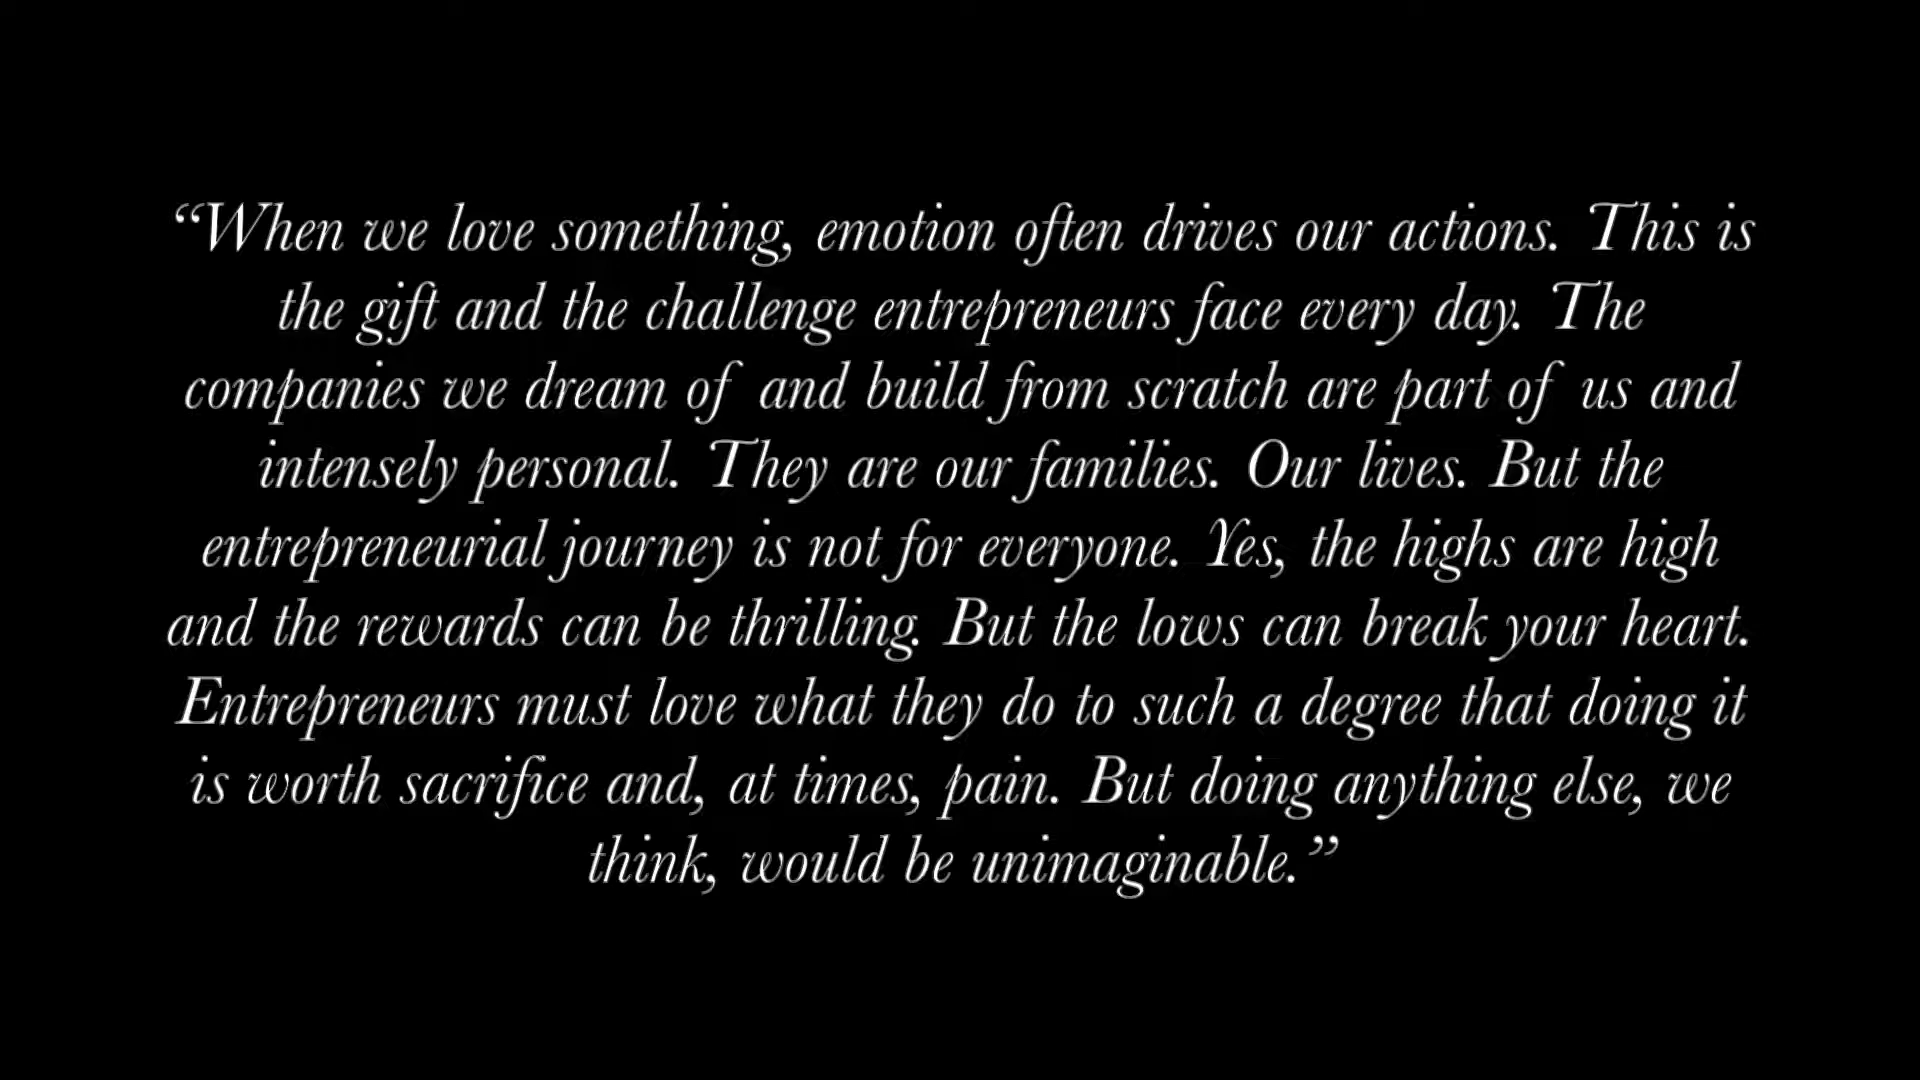 “When we love something, emotion often drives our actions. This is
the gift and the challenge entrepreneurs face every day. The
companies we dream of and build from scratch are part of us and
intensely personal. They are our families. Our lives. But the
entrepreneurial journey is not for everyone. Yes, the highs are high
and the rewards can be thrilling. But the lows can break your heart.
Entrepreneurs must love what they do to such a degree that doing it
is worth sacrifice and, at times, pain. But doing anything else, we
think, would be unimaginable.”